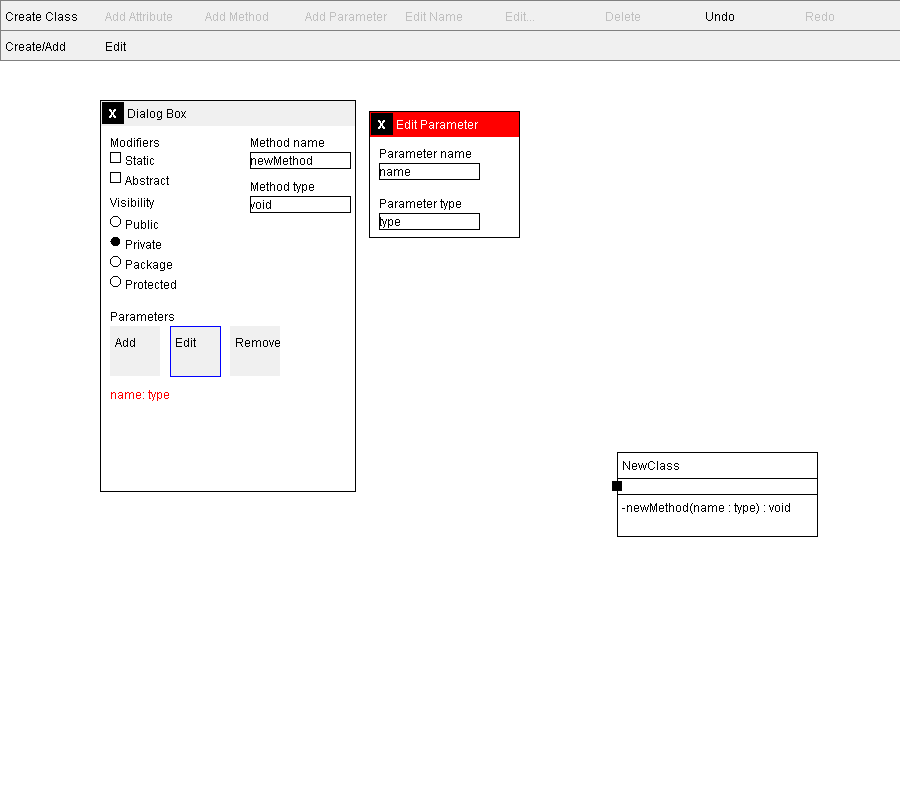 Create Class Add Attribute Add Method Add Parameter Edit Name Edit... Delete Undo Redo
Create/Add Edit
X Dialog Box
Modifiers
Static
Abstract
Visibility
Public
Private
Package
Protected
Method name
newMethod
Method type
void
Parameters
Add Edit Remove
name: type
X Edit Parameter
Parameter name
name
Parameter type
type
NewClass
-newMethod(name : type) : void